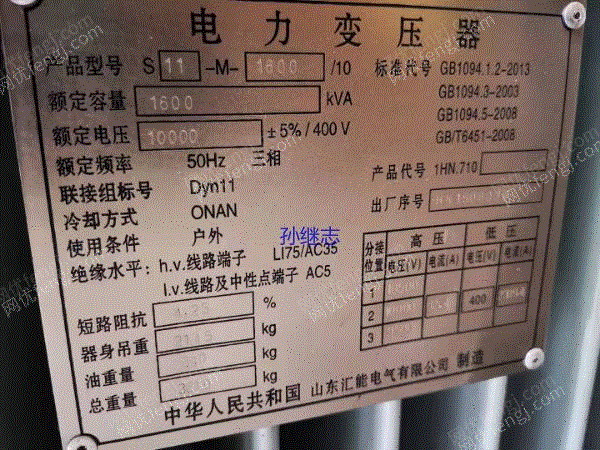 电力变压器
产品型号 S 11 -M- 1600 /10
标准代号 GB1094.1.2-2013
GB1094.3-2003
GB1094.5-2008
GB/T6451-2008
额定容量 1600 kVA
额定电压 10000 ±5%/400V
额定频率 50Hz 三相
联接组标号 Dyn11
冷却方式 ONAN
使用条件 户外
绝缘水平: h.v.线路端子 LI75/AC35
l.v.线路及中性点端子 AC5
产品代号 1HN.710
出厂序号
孙继志
分接位置 高压 低压
电压(V) 电流(A) 电压(V) 电流(A)
1
2 400
3
短路阻抗 %
器身吊重 kg
油重量 kg
总重量 kg
中华人民共和国 山东汇能电气有限公司 制造